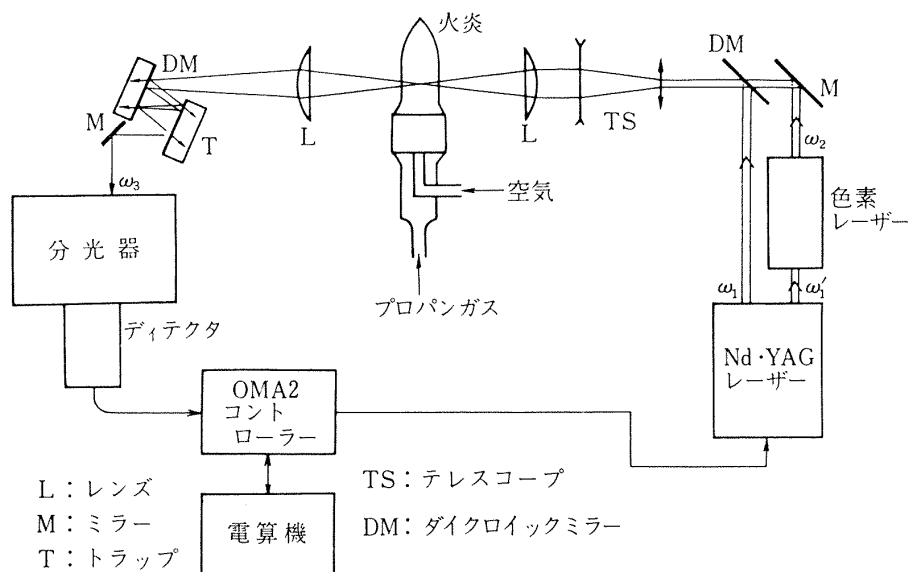 火炎
DM
DM
M
M
T
L
L
TS
ω3
ω2
空気
色素
レーザー
分光器
プロパンガス
ω1
ω1′
ディテクタ
Nd・YAG
レーザー
OMA2
コント
ローラー
電算機
L：レンズ
M：ミラー
T：トラップ
TS：テレスコープ
DM：ダイクロイックミラー